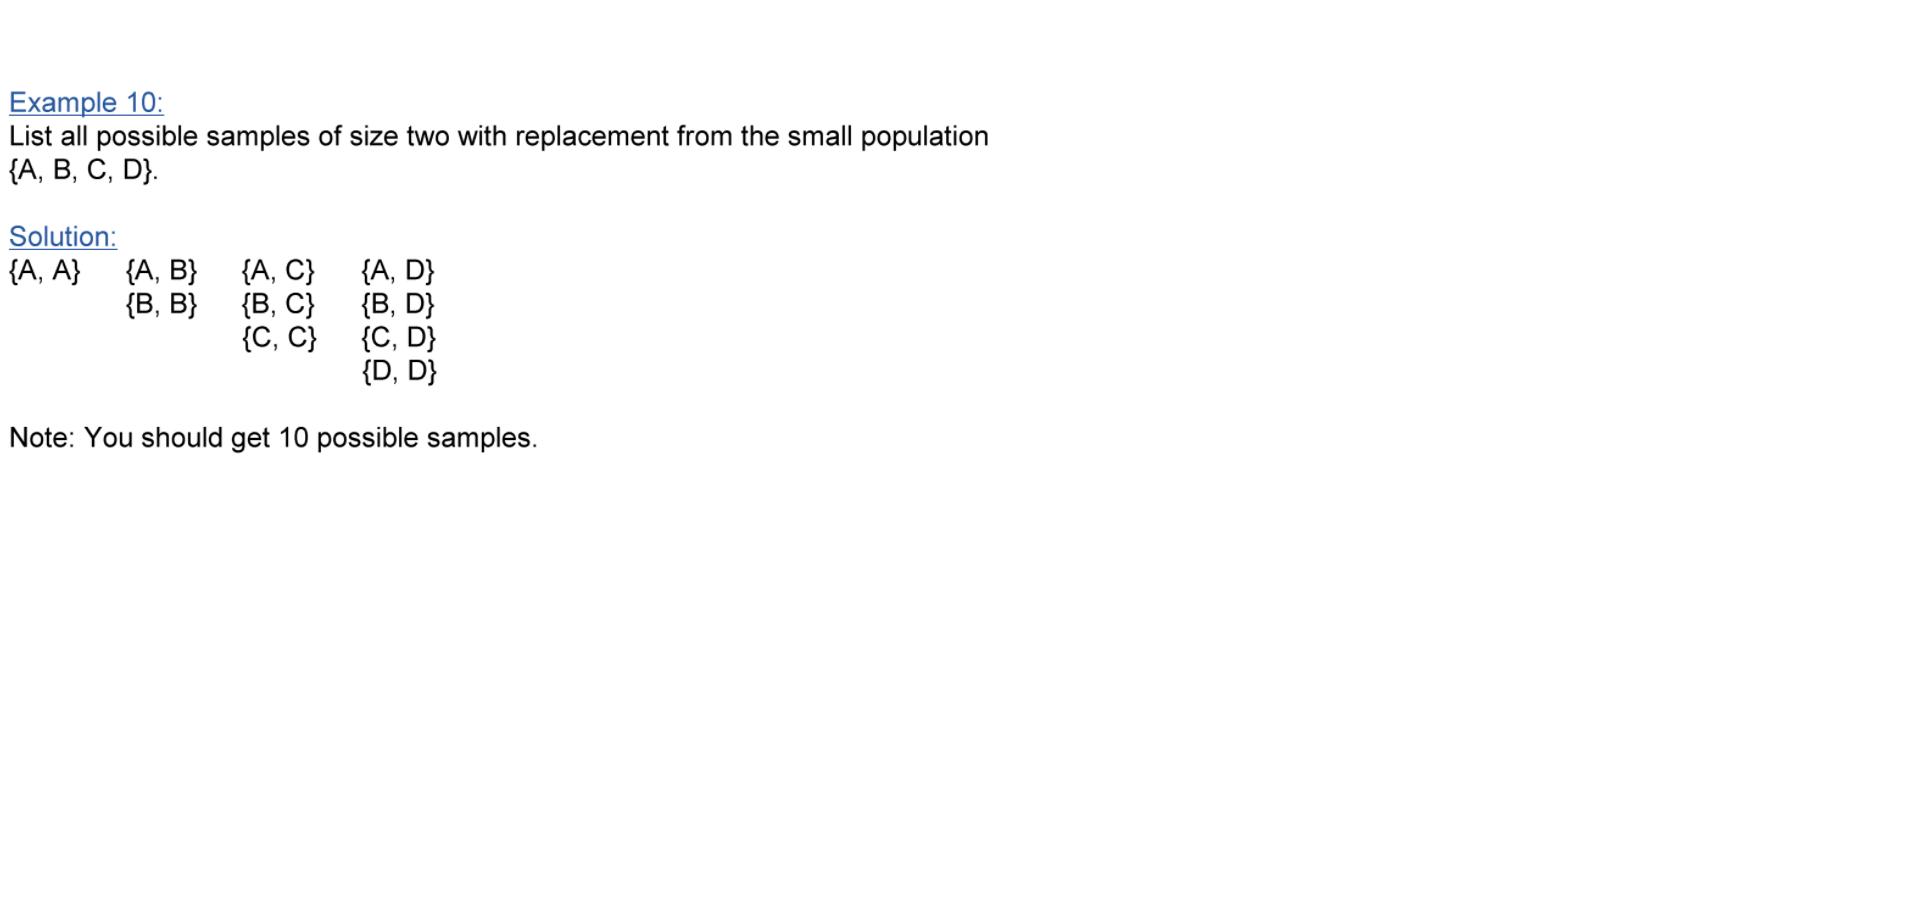 Example 10:
List all possible samples of size two with replacement from the small population
{A, B, C, D}.
Solution:
{A, A} {A, B} {A, C} {A, D}
{B, B} {B, C} {B, D}
{C, C} {C, D}
{D, D}
Note: You should get 10 possible samples.